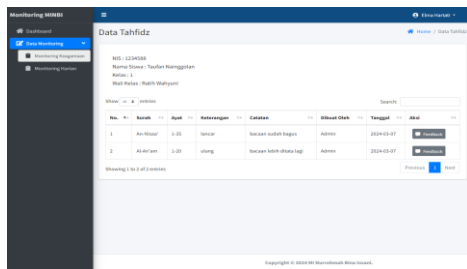 Monitoring MINBI
Elma Hartati
Dashboard
Data Monitoring
Monitoring Keagamaan
Monitoring Harian
Data Tahfidz
Home / Data Tahfidz
NIS : 1234588
Nama Siswa : Taufan Nainggolan
Kelas : 1
Wali Kelas : Ratih Wahyuni
Show 10 entries
Search:
No. Surah Ayat Keterangan Catatan Dibuat Oleh Tanggal Aksi
1 An-Nisaa' 1-35 lancar bacaan sudah bagus Admin 2024-03-07 Feedback
2 Al-An'am 1-20 ulang bacaan lebih ditata lagi Admin 2024-03-07 Feedback
Showing 1 to 2 of 2 entries
Previous 1 Next
Copyright © 2024 MI Nurrohmah Bina Insani.